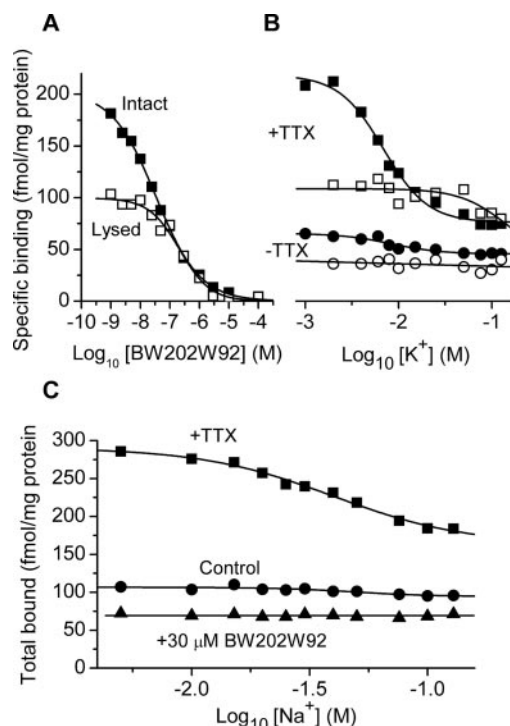 A
B
Specific binding (fmol/mg protein)
200
150
100
50
0
Intact
Lysed
+TTX
-TTX
-10 -9 -8 -7 -6 -5 -4
-3 -2 -1
Log10 [BW202W92] (M)
Log10 [K+] (M)
C
Total bound (fmol/mg protein)
350
300
250
200
150
100
50
0
+TTX
Control
+30 μM BW202W92
-2.0 -1.5 -1.0
Log10 [Na+] (M)